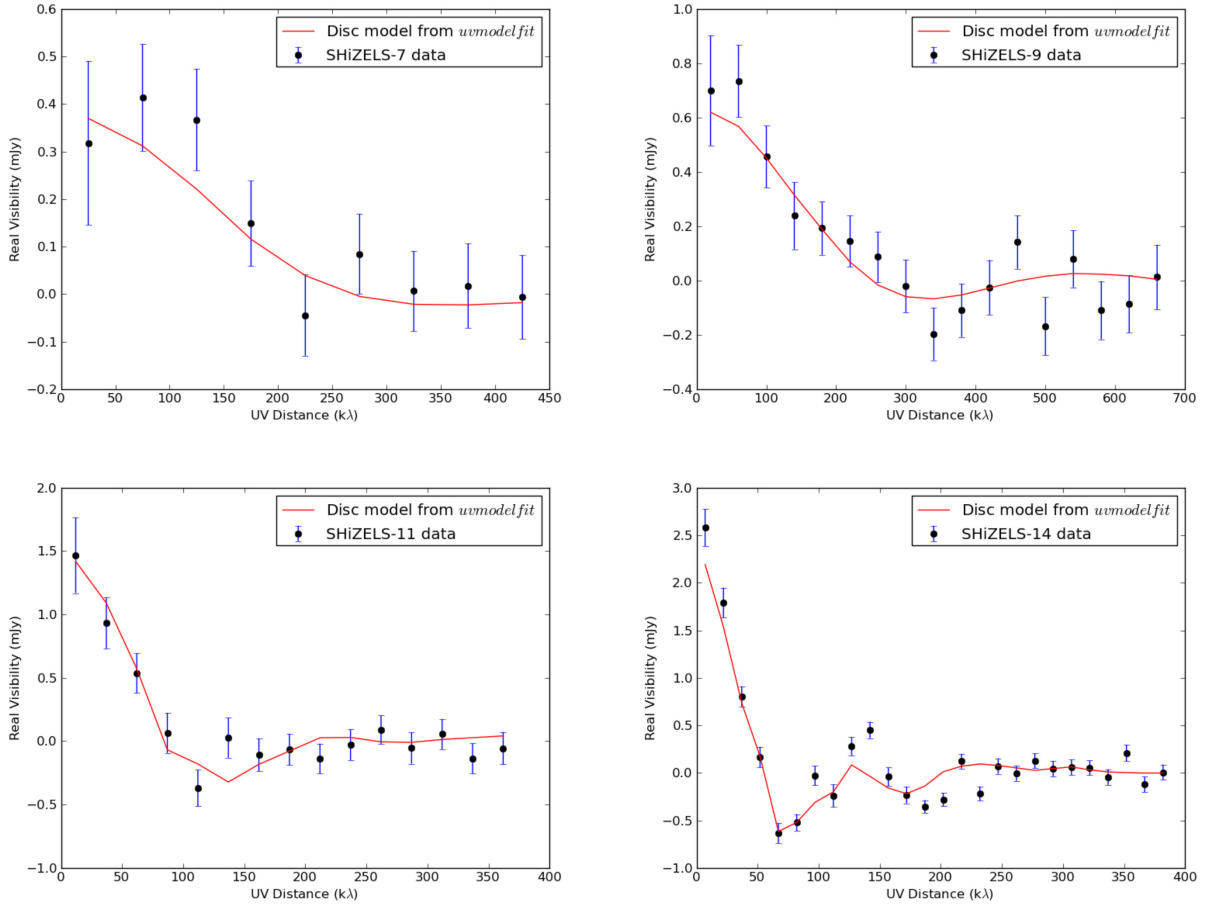 0.6
0.5
0.4
0.3
0.2
0.1
0.0
−0.1
−0.2
Real Visibility (mJy)
Disc model from uvmodelfit
SHiZELS-7 data
0 50 100 150 200 250 300 350 400 450
UV Distance (kλ)
1.0
0.8
0.6
0.4
0.2
0.0
−0.2
−0.4
Real Visibility (mJy)
Disc model from uvmodelfit
SHiZELS-9 data
0 100 200 300 400 500 600 700
UV Distance (kλ)
2.0
1.5
1.0
0.5
0.0
−0.5
−1.0
Real Visibility (mJy)
Disc model from uvmodelfit
SHiZELS-11 data
0 50 100 150 200 250 300 350 400
UV Distance (kλ)
3.0
2.5
2.0
1.5
1.0
0.5
0.0
−0.5
−1.0
Real Visibility (mJy)
Disc model from uvmodelfit
SHiZELS-14 data
0 50 100 150 200 250 300 350 400
UV Distance (kλ)